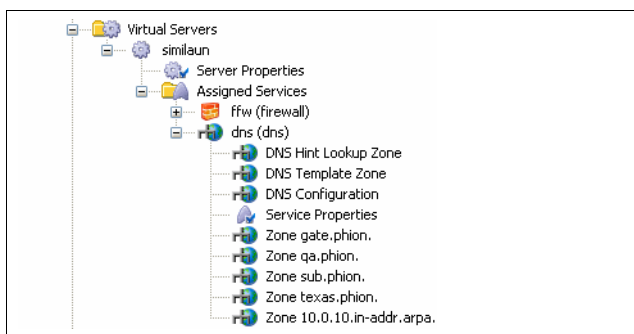 Virtual Servers
similaun
Server Properties
Assigned Services
ffw (firewall)
dns (dns)
DNS Hint Lookup Zone
DNS Template Zone
DNS Configuration
Service Properties
Zone gate.phion.
Zone qa.phion.
Zone sub.phion.
Zone texas.phion.
Zone 10.0.10.in-addr.arpa.